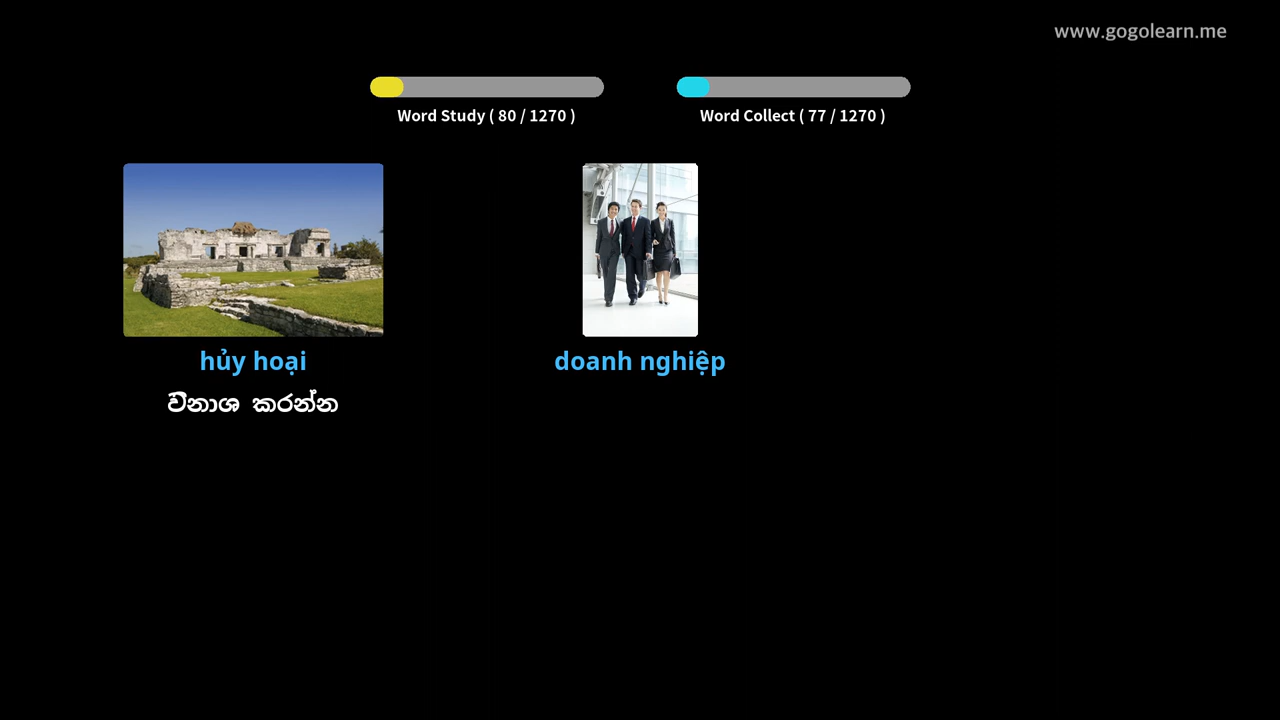 www.gogolearn.me
Word Study ( 80 / 1270 )
Word Collect ( 77 / 1270 )
hủy hoại
doanh nghiệp
විනාශ කරන්න